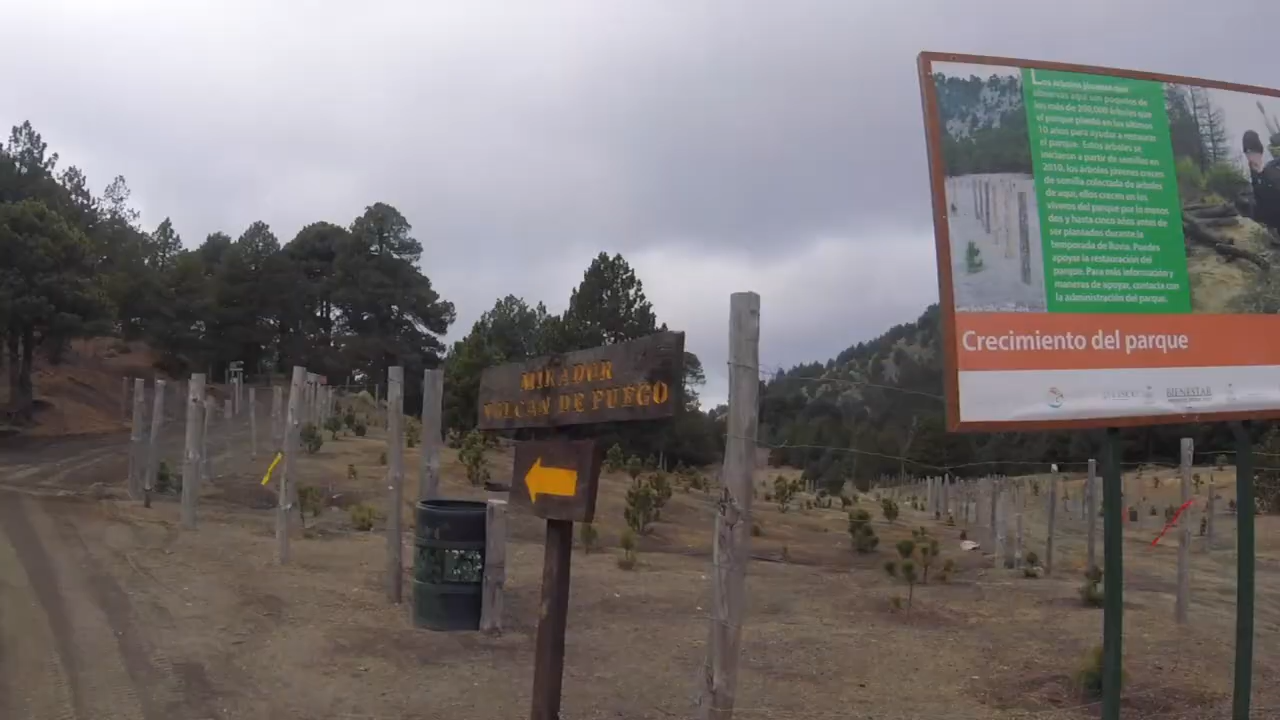 MIRADOR
VOLCAN DE FUEGO
Los árboles jóvenes que
observas aquí son poquitos de
los más de 200,000 árboles que
el parque planto en los últimos
10 años para ayudar a restaurar
el parque. Estos árboles se
iniciaron a partir de semillas en
2010, los árboles jóvenes crecen
de semilla colectada de árboles
de aquí, ellos crecen en los
viveros del parque por lo menos
dos y hasta cinco años antes de
ser plantados durante la
temporada de lluvia. Puedes
apoyar la restauración del
parque. Para más información y
maneras de apoyar, contacta con
la administración del parque.
Crecimiento del parque
BIENESTAR